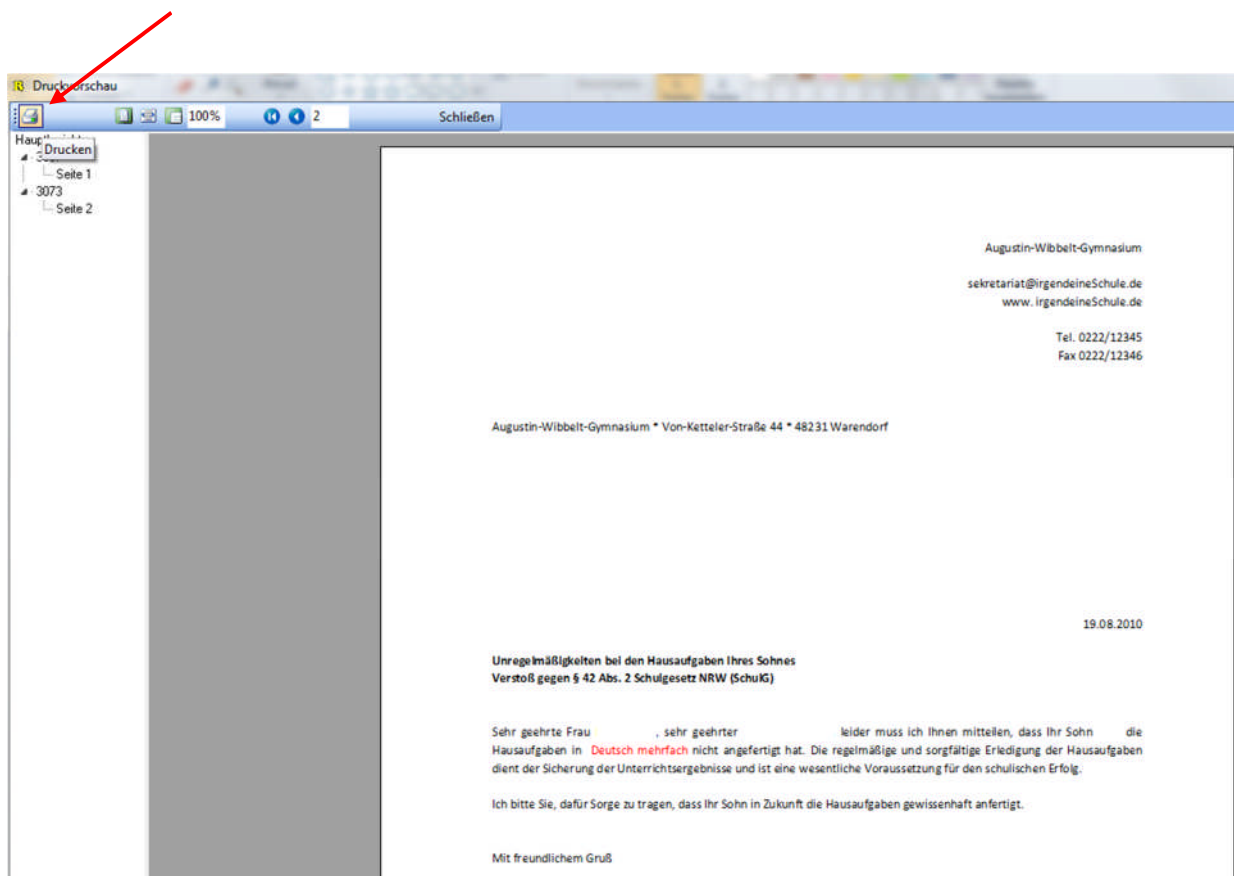 Druckvorschau
100%
2
Schließen
Drucken
Seite 1
3073
Seite 2
Augustin-Wibbelt-Gymnasium
sekretariat@irgendeineSchule.de
www. irgendeineSchule.de
Tel. 0222/12345
Fax 0222/12346
Augustin-Wibbelt-Gymnasium * Von-Ketteler-Straße 44 * 48231 Warendorf
19.08.2010
Unregelmäßigkeiten bei den Hausaufgaben Ihres Sohnes
Verstoß gegen § 42 Abs. 2 Schulgesetz NRW (SchulG)
Sehr geehrte Frau , sehr geehrter leider muss ich Ihnen mitteilen, dass Ihr Sohn die
Hausaufgaben in Deutsch mehrfach nicht angefertigt hat. Die regelmäßige und sorgfältige Erledigung der Hausaufgaben
dient der Sicherung der Unterrichtsergebnisse und ist eine wesentliche Voraussetzung für den schulischen Erfolg.
Ich bitte Sie, dafür Sorge zu tragen, dass Ihr Sohn in Zukunft die Hausaufgaben gewissenhaft anfertigt.
Mit freundlichem Gruß